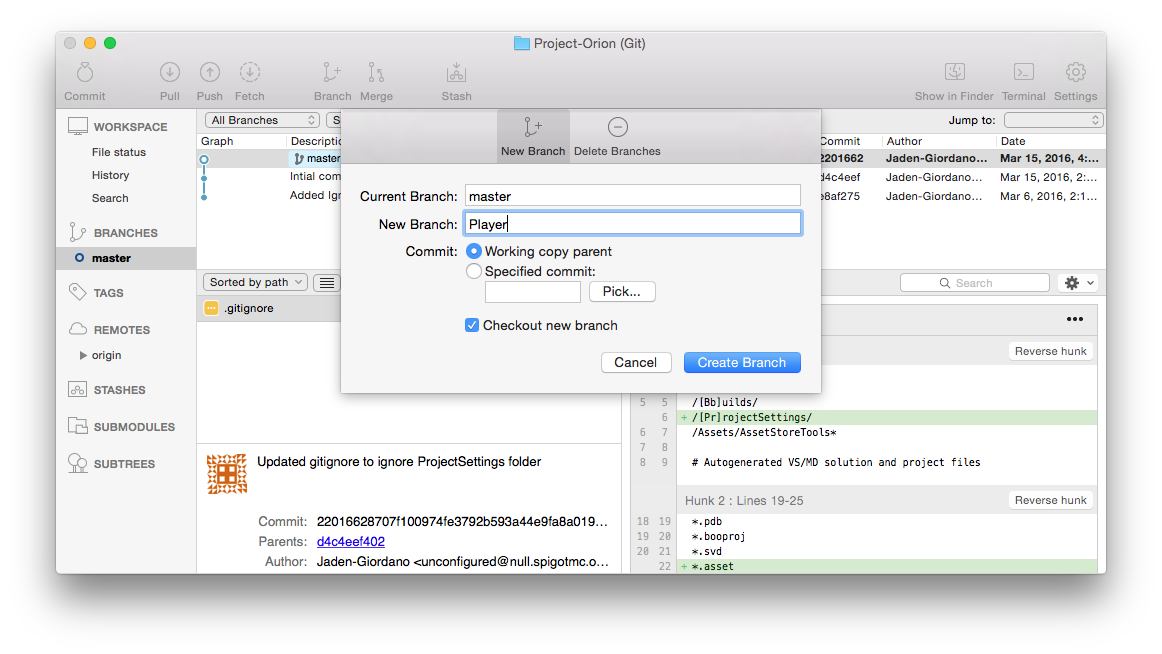 Project-Orion (Git)
Commit Pull Push Fetch Branch Merge Stash Show in Finder Terminal Settings
WORKSPACE
File status
History
Search
BRANCHES
master
TAGS
REMOTES
origin
STASHES
SUBMODULES
SUBTREES
All Branches S
Jump to:
Graph Descriptio Commit Author Date
master 2201662 Jaden-Giordano... Mar 15, 2016, 4:...
Intial com d4c4eef Jaden-Giordano... Mar 15, 2016, 2:...
Added Ign e8af275 Jaden-Giordano... Mar 6, 2016, 2:1...
New Branch Delete Branches
Current Branch: master
New Branch: Player
Commit: Working copy parent
Specified commit:
Pick...
Checkout new branch
Cancel Create Branch
Sorted by path
Search
.gitignore
Reverse hunk
5 5 /[Bb]uilds/
6 + /[Pr]rojectSettings/
6 7 /Assets/AssetStoreTools*
7 8
8 9 # Autogenerated VS/MD solution and project files
Hunk 2 : Lines 19-25 Reverse hunk
18 19 *.pdb
19 20 *.booproj
20 21 *.svd
22 + *.asset
Updated gitignore to ignore ProjectSettings folder
Commit: 22016628707f100974fe3792b593a44e9fa8a019...
Parents: d4c4eef402
Author: Jaden-Giordano <unconfigured@null.spigotmc.o...